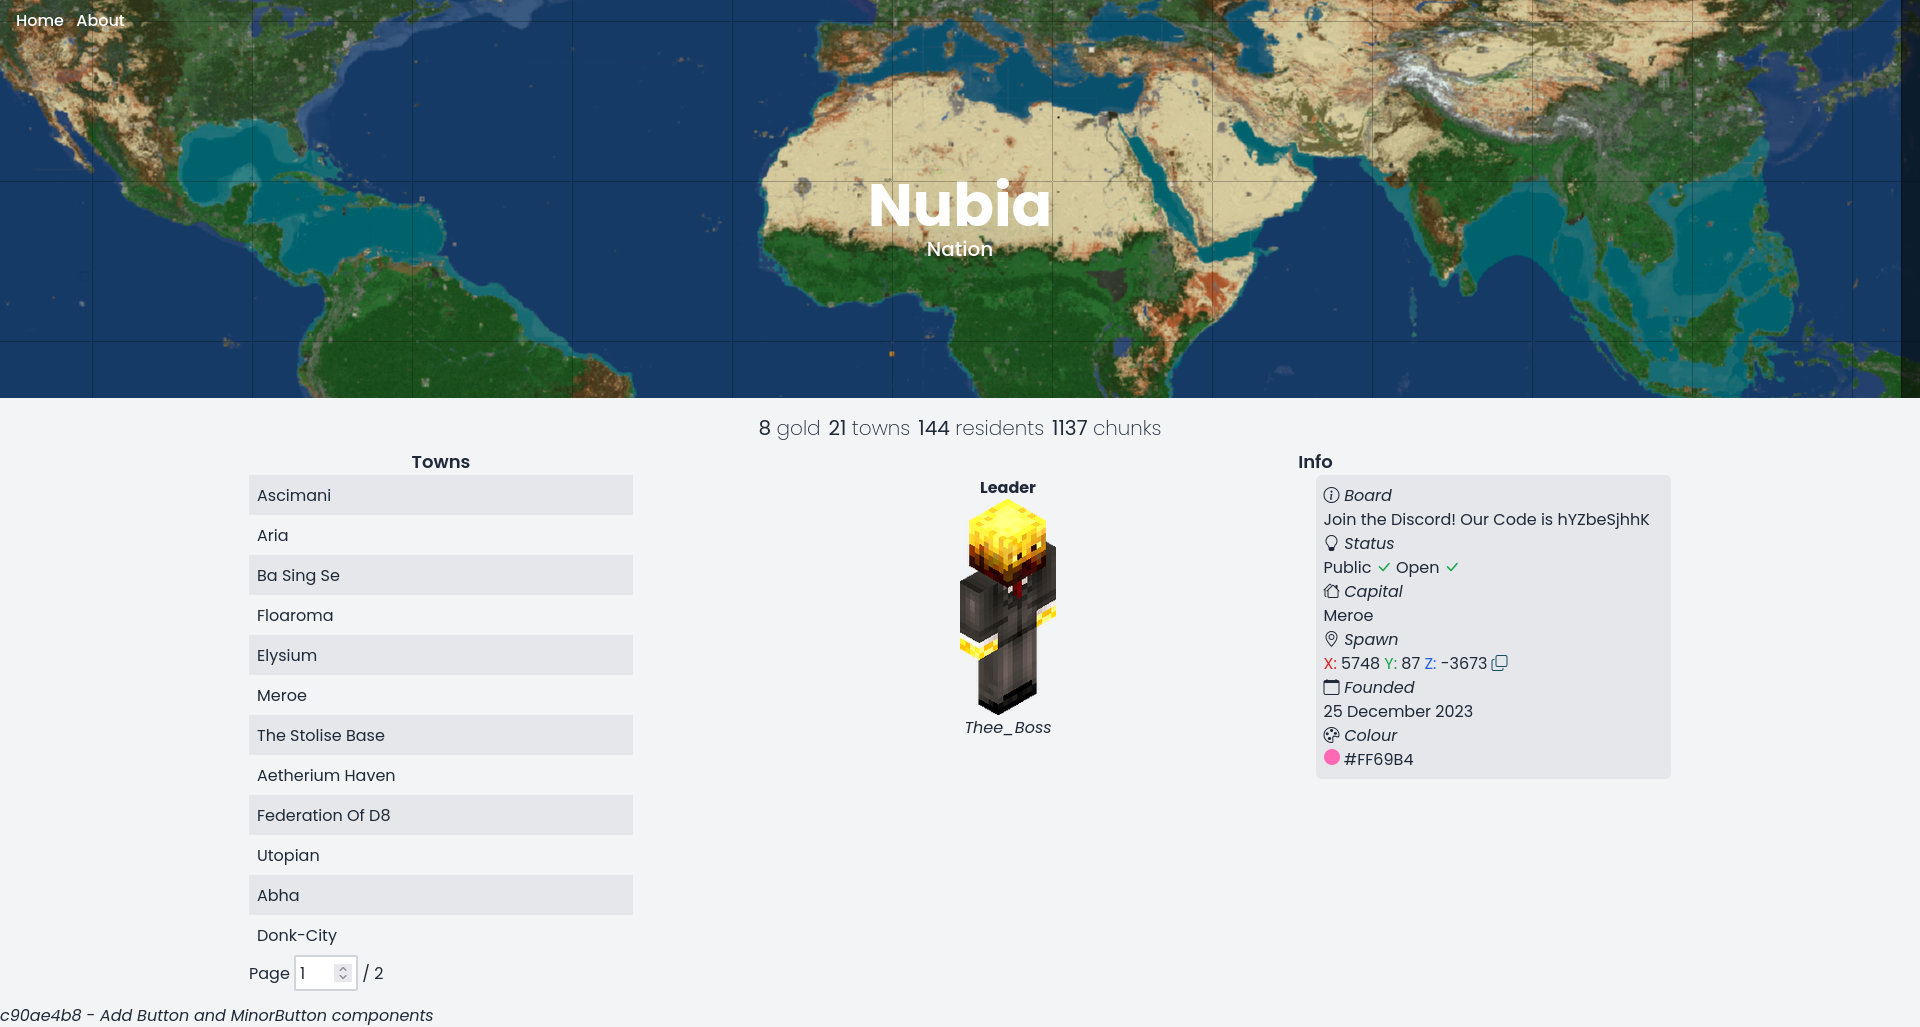 Home About
Nubia
Nation
8 gold 21 towns 144 residents 1137 chunks
Towns
Ascimani
Aria
Ba Sing Se
Floaroma
Elysium
Meroe
The Stolise Base
Aetherium Haven
Federation Of D8
Utopian
Abha
Donk-City
Page 1 / 2
Leader
Thee_Boss
Info
Board
Join the Discord! Our Code is hYZbeSjhhK
Status
Public Open
Capital
Meroe
Spawn
X: 5748 Y: 87 Z: -3673
Founded
25 December 2023
Colour
#FF69B4
c90ae4b8 - Add Button and MinorButton components